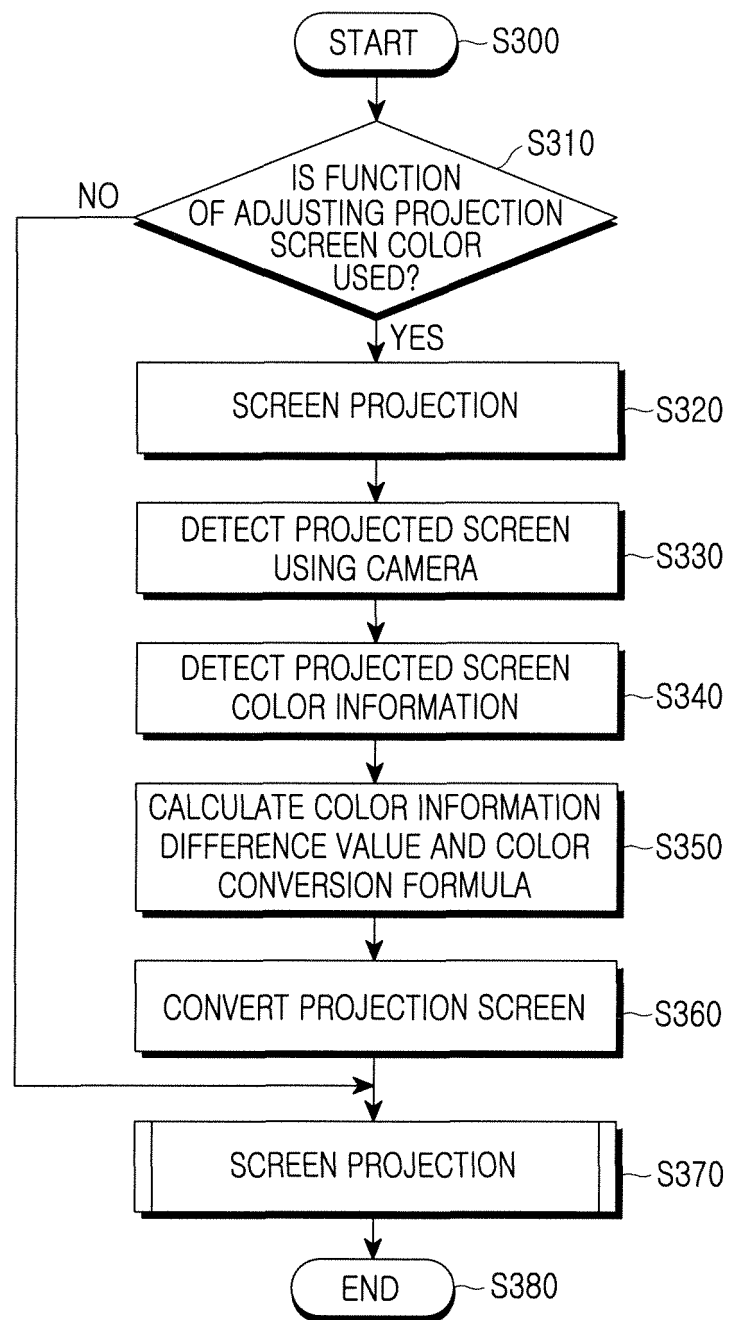 START
S300
S310
IS FUNCTION
OF ADJUSTING PROJECTION
SCREEN COLOR
USED?
NO
YES
SCREEN PROJECTION
S320
DETECT PROJECTED SCREEN
USING CAMERA
S330
DETECT PROJECTED SCREEN
COLOR INFORMATION
S340
CALCULATE COLOR INFORMATION
DIFFERENCE VALUE AND COLOR
CONVERSION FORMULA
S350
CONVERT PROJECTION SCREEN
S360
SCREEN PROJECTION
S370
END
S380